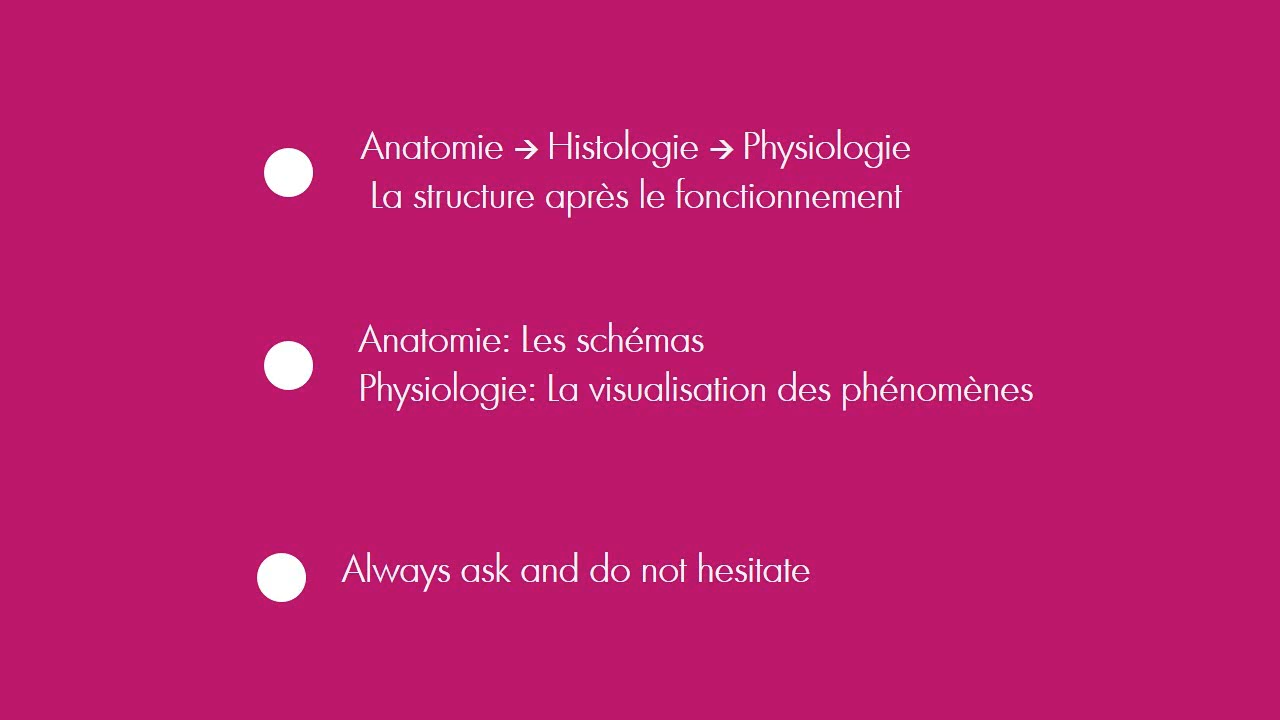 Anatomie → Histologie → Physiologie
La structure après le fonctionnement
Anatomie: Les schémas
Physiologie: La visualisation des phénomènes
Always ask and do not hesitate